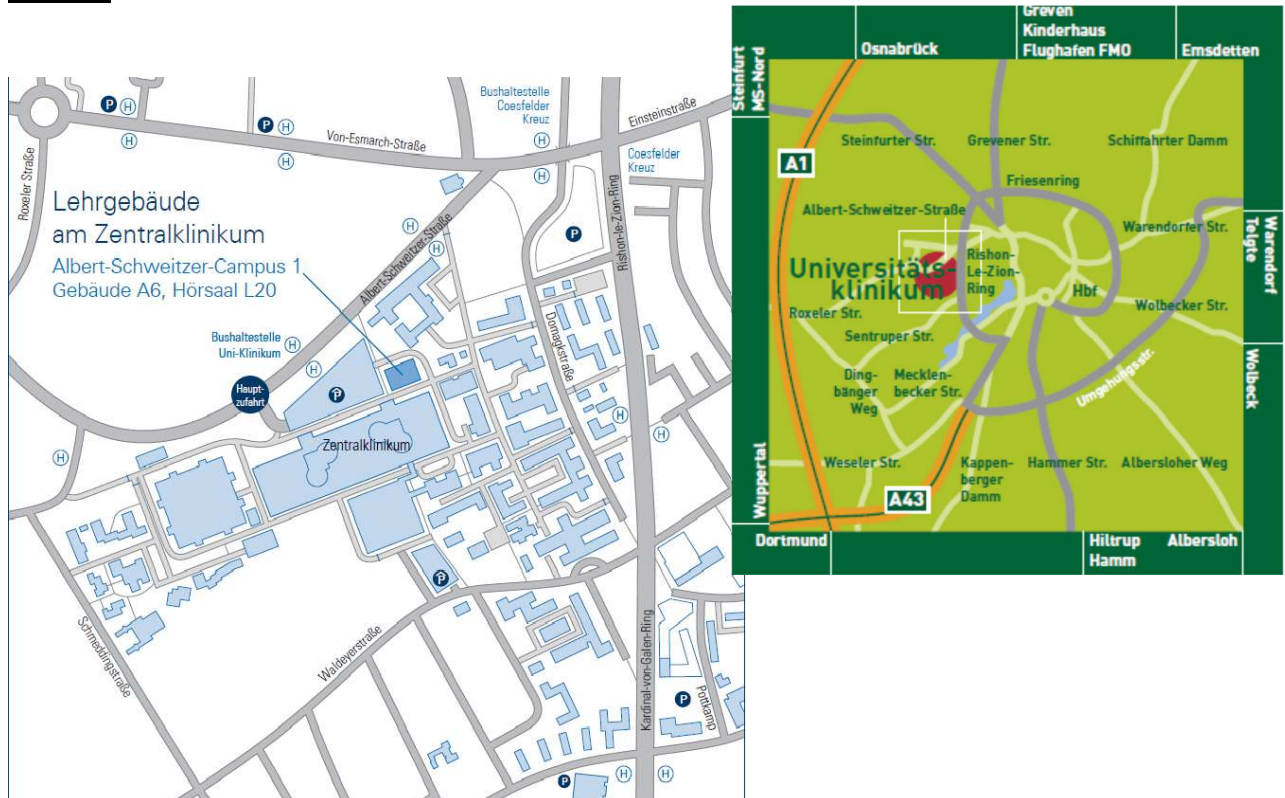 P H
H
P H
H
Von-Esmarch-Straße
Bushaltestelle
Coesfelder
Kreuz
H
H
Einsteinstraße
Coesfelder
Kreuz
Roxeler Straße
Lehrgebäude
am Zentralklinikum
Albert-Schweitzer-Campus 1
Gebäude A6, Hörsaal L20
Albert-Schweitzer-Straße
H
H
H
P
Rishon-le-Zion-Ring
Domagkstraße
Bushaltestelle
Uni-Klinikum
H
H
Haupt-
zufahrt
P
Zentralklinikum
H
H
H
P
Schmeddingstraße
Waldeyerstraße
Kardinal-von-Galen-Ring
P
Pottkamp
H
H
P
Steinfurt
MS-Nord
Osnabrück
Greven
Kinderhaus
Flughafen FMO
Emsdetten
A1
Steinfurter Str.
Grevener Str.
Schiffahrter Damm
Friesenring
Albert-Schweitzer-Straße
Warendorfer Str.
Warendorf
Telgte
Universitäts-
klinikum
Rishon-
Le-Zion-
Ring
Hbf
Roxeler Str.
Wolbecker Str.
Sentruper Str.
Ding-
bänger
Weg
Mecklen-
becker Str.
Umgehungsstr.
Wolbeck
Weseler Str.
Kappen-
berger
Damm
Hammer Str.
Albersloher Weg
A43
Wuppertal
Dortmund
Hiltrup
Hamm
Albersloh